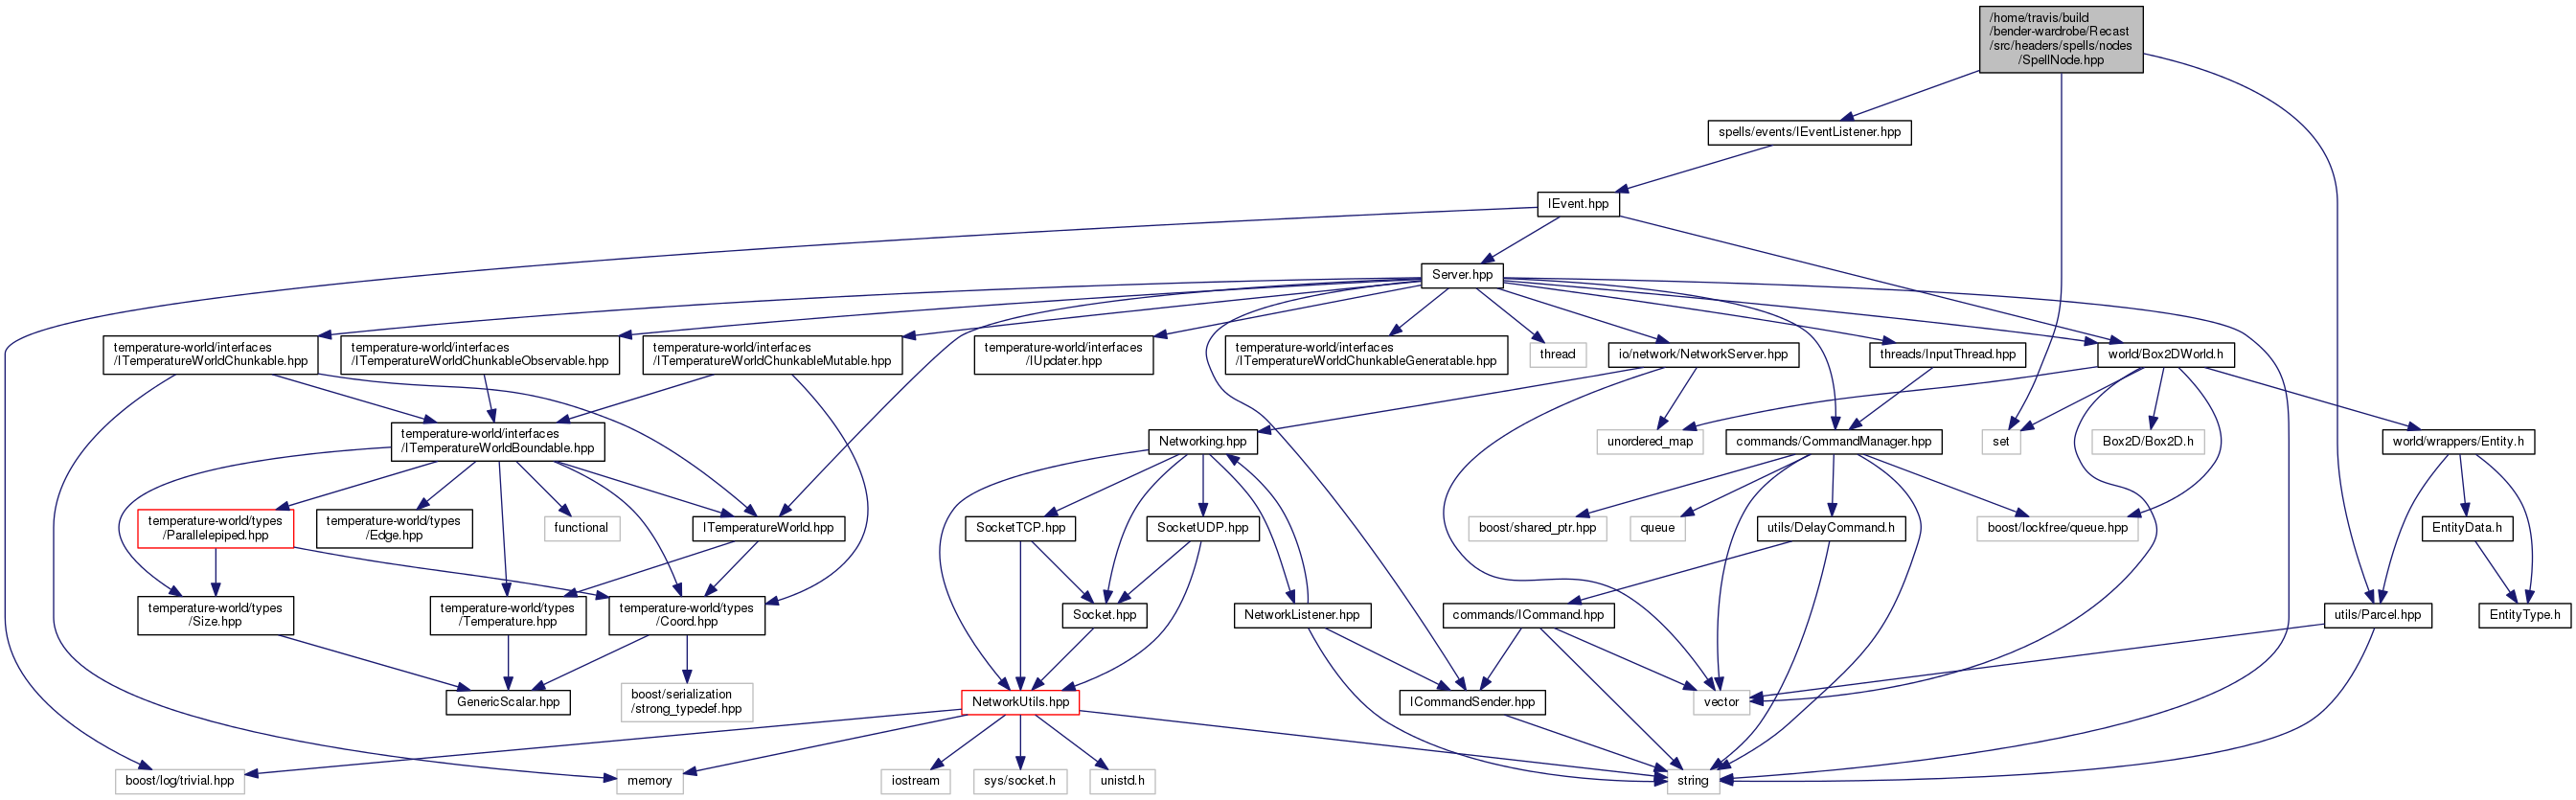 /home/travis/build
/bender-wardrobe/Recast
/src/headers/spells/nodes
/SpellNode.hpp
spells/events/IEventListener.hpp
IEvent.hpp
Server.hpp
temperature-world/interfaces
/ITemperatureWorldChunkable.hpp
temperature-world/interfaces
/ITemperatureWorldChunkableObservable.hpp
temperature-world/interfaces
/ITemperatureWorldChunkableMutable.hpp
temperature-world/interfaces
/IUpdater.hpp
temperature-world/interfaces
/ITemperatureWorldChunkableGeneratable.hpp
thread
io/network/NetworkServer.hpp
threads/InputThread.hpp
world/Box2DWorld.h
temperature-world/interfaces
/ITemperatureWorldBoundable.hpp
Networking.hpp
unordered_map
commands/CommandManager.hpp
set
Box2D/Box2D.h
world/wrappers/Entity.h
temperature-world/types
/Parallelepiped.hpp
temperature-world/types
/Edge.hpp
functional
ITemperatureWorld.hpp
SocketTCP.hpp
SocketUDP.hpp
boost/shared_ptr.hpp
queue
utils/DelayCommand.h
boost/lockfree/queue.hpp
EntityData.h
temperature-world/types
/Size.hpp
temperature-world/types
/Temperature.hpp
temperature-world/types
/Coord.hpp
Socket.hpp
NetworkListener.hpp
commands/ICommand.hpp
utils/Parcel.hpp
EntityType.h
GenericScalar.hpp
boost/serialization
/strong_typedef.hpp
NetworkUtils.hpp
ICommandSender.hpp
vector
boost/log/trivial.hpp
memory
iostream
sys/socket.h
unistd.h
string